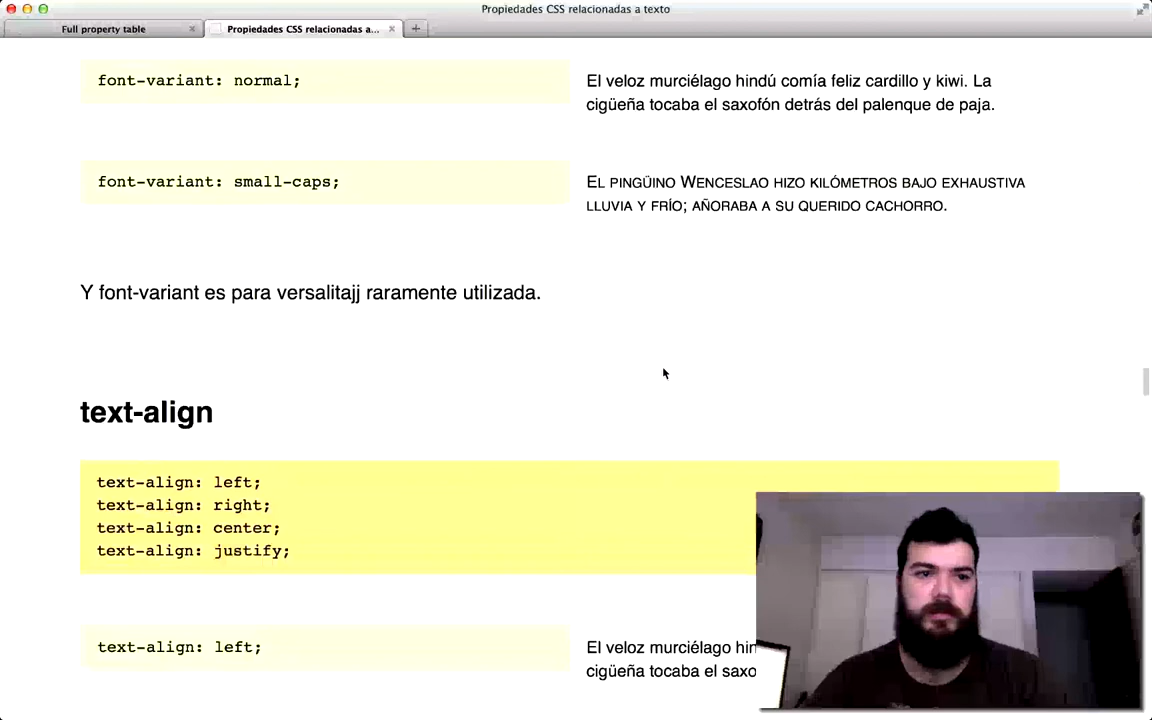 Propiedades CSS relacionadas a texto
Full property table
Propiedades CSS relacionadas a...
font-variant: normal;
El veloz murciélago hindú comía feliz cardillo y kiwi. La
cigüeña tocaba el saxofón detrás del palenque de paja.
font-variant: small-caps;
El pingüino Wenceslao hizo kilómetros bajo exhaustiva
lluvia y frío; añoraba a su querido cachorro.
Y font-variant es para versalitajj raramente utilizada.
text-align
text-align: left;
text-align: right;
text-align: center;
text-align: justify;
text-align: left;
El veloz murciélago
cigüeña tocaba el